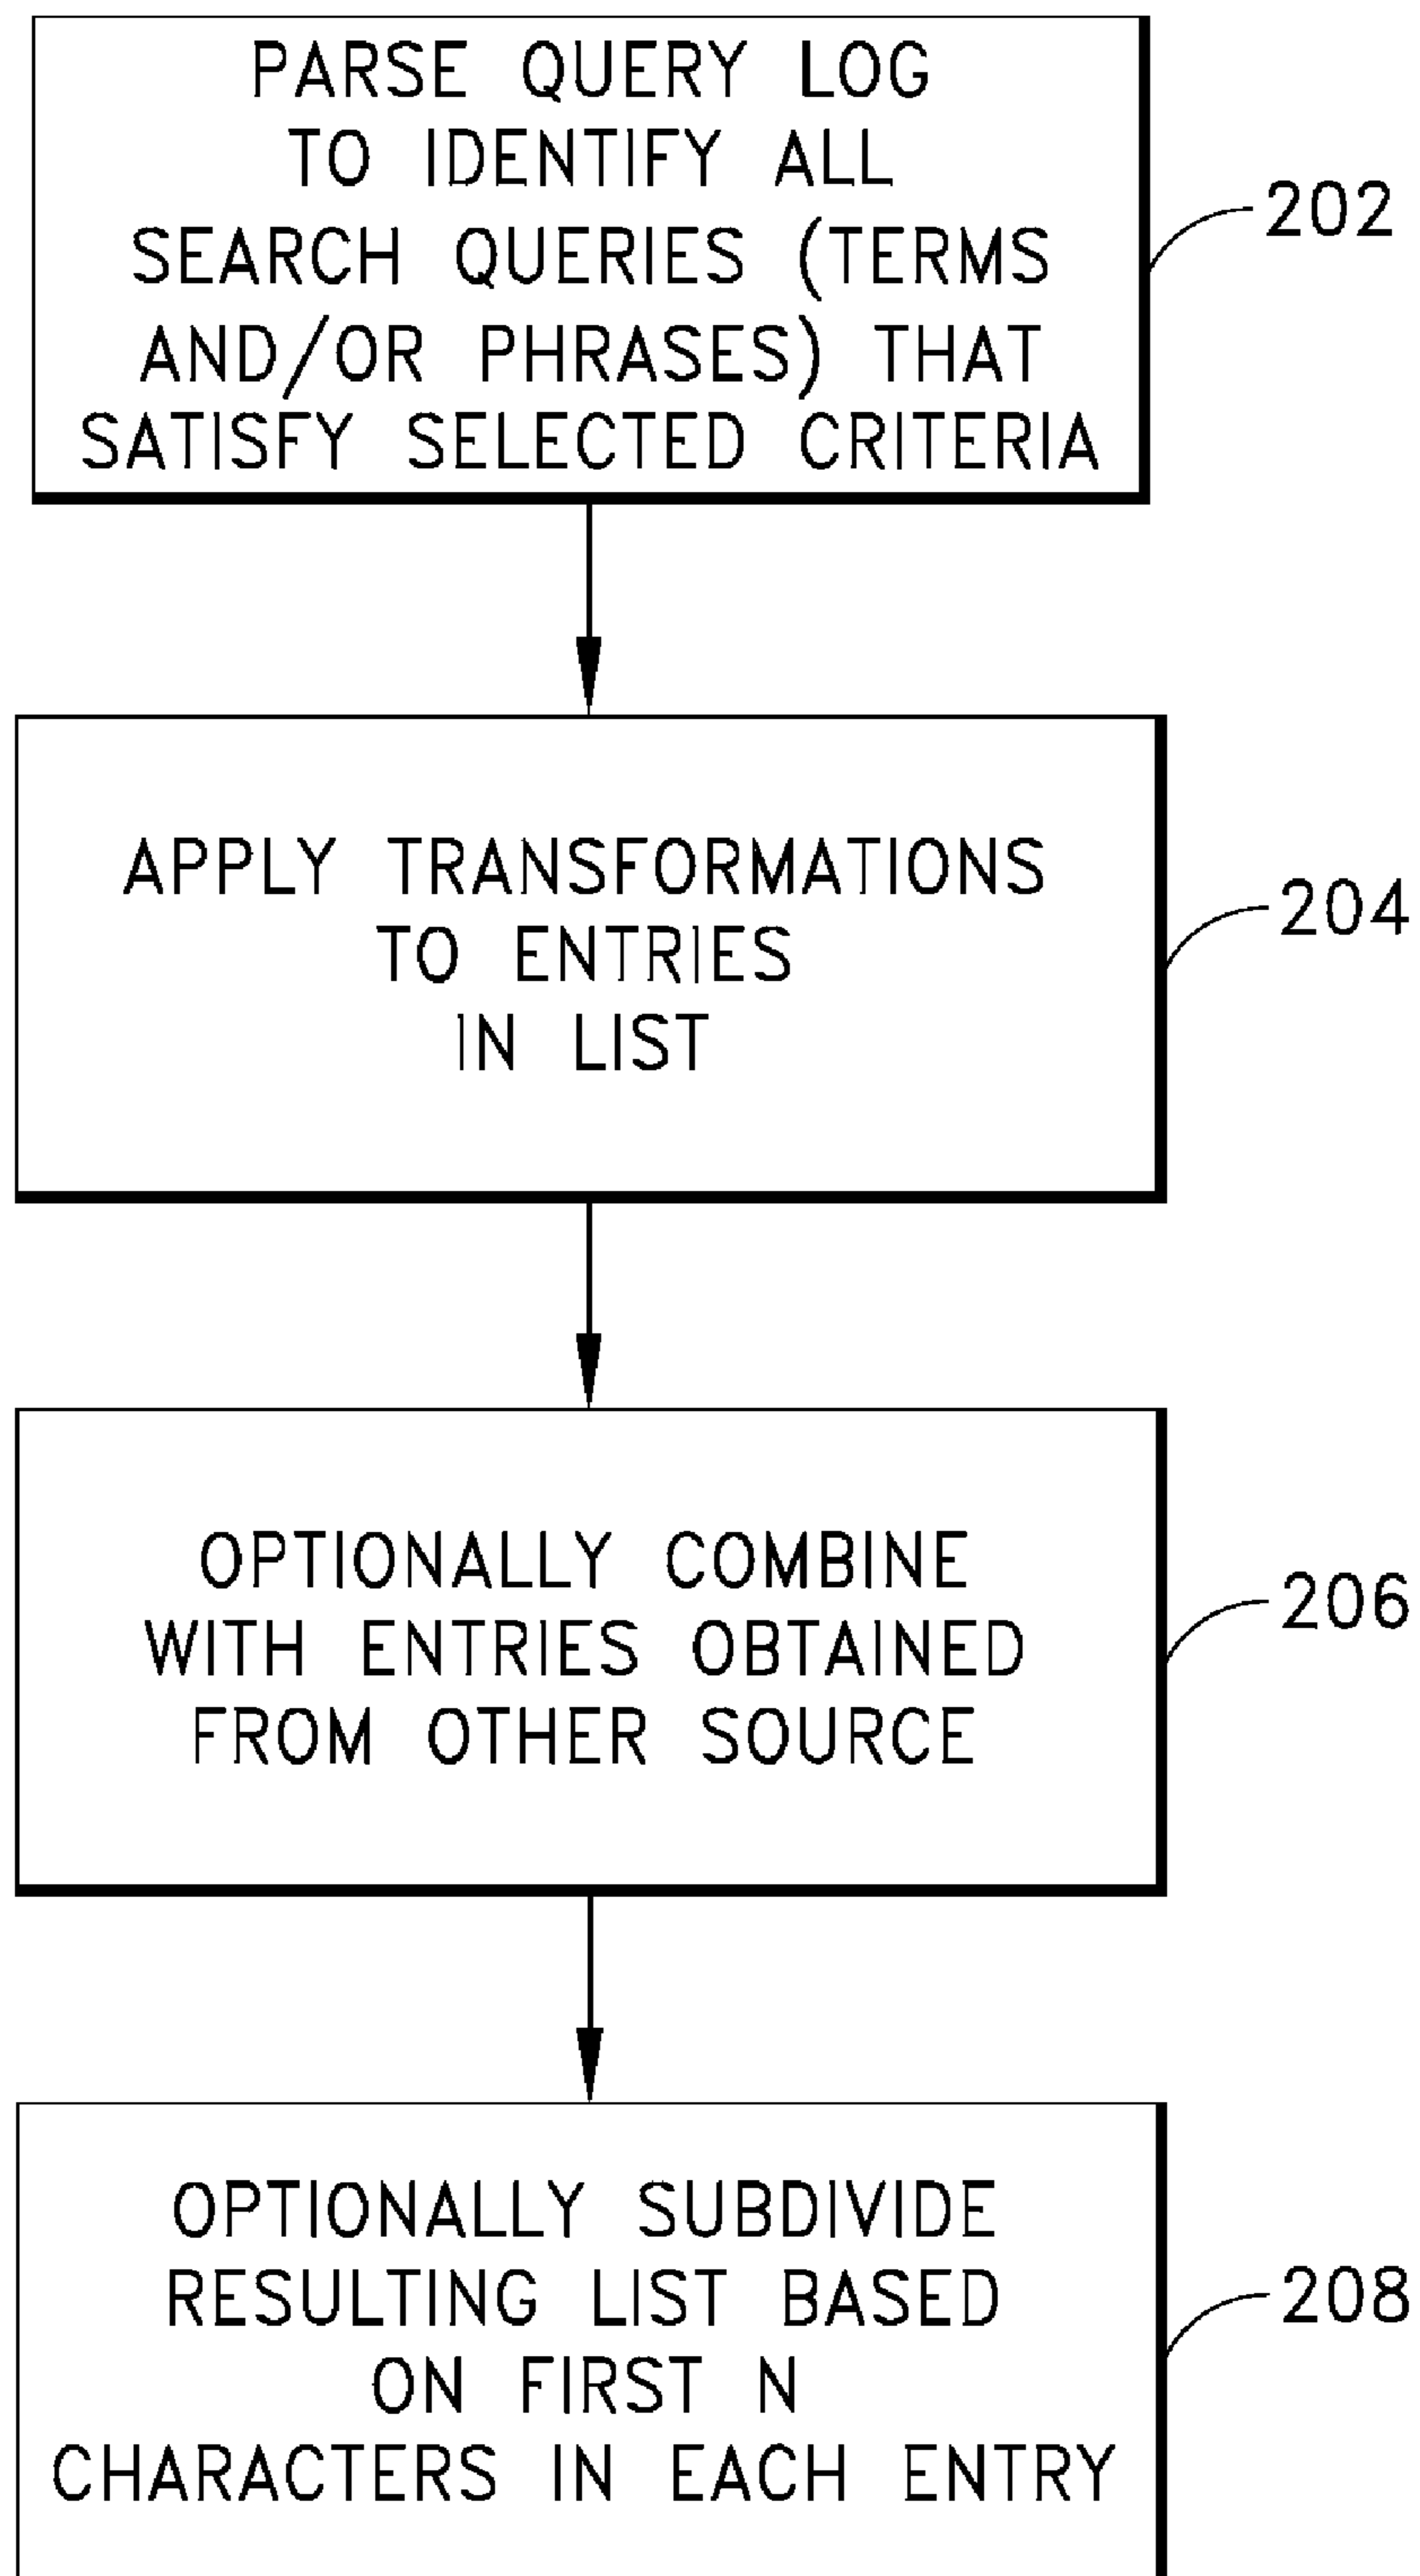 PARSE QUERY LOG
TO IDENTIFY ALL
SEARCH QUERIES (TERMS
AND/OR PHRASES) THAT
SATISFY SELECTED CRITERIA
202
APPLY TRANSFORMATIONS
TO ENTRIES
IN LIST
204
OPTIONALLY COMBINE
WITH ENTRIES OBTAINED
FROM OTHER SOURCE
206
OPTIONALLY SUBDIVIDE
RESULTING LIST BASED
ON FIRST N
CHARACTERS IN EACH ENTRY
208